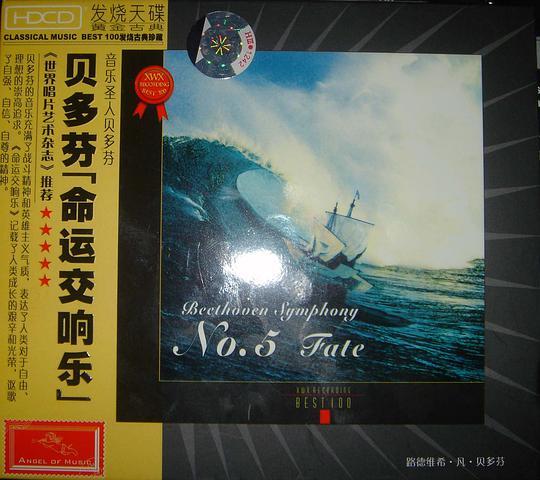 HDCD
发烧天碟
黄金古典
CLASSICAL MUSIC BEST 100发烧古典珍藏
音乐圣人贝多芬
贝多芬「命运交响乐」
《世界唱片艺术杂志》推荐★★★★
贝多芬的音乐充满了战斗精神和英雄主义气质，表达了人类对于自由、
理想的崇高追求。《命运交响乐》记载了人类成长的艰辛和光荣，讴歌
了自强、自信、自尊的精神。
XWX
RECORDING
BEST 100
Beethoven Symphony
No.5 Fate
XWX RECORDING
BEST 100
ANGEL OF MUSIC
路德维希·凡·贝多芬